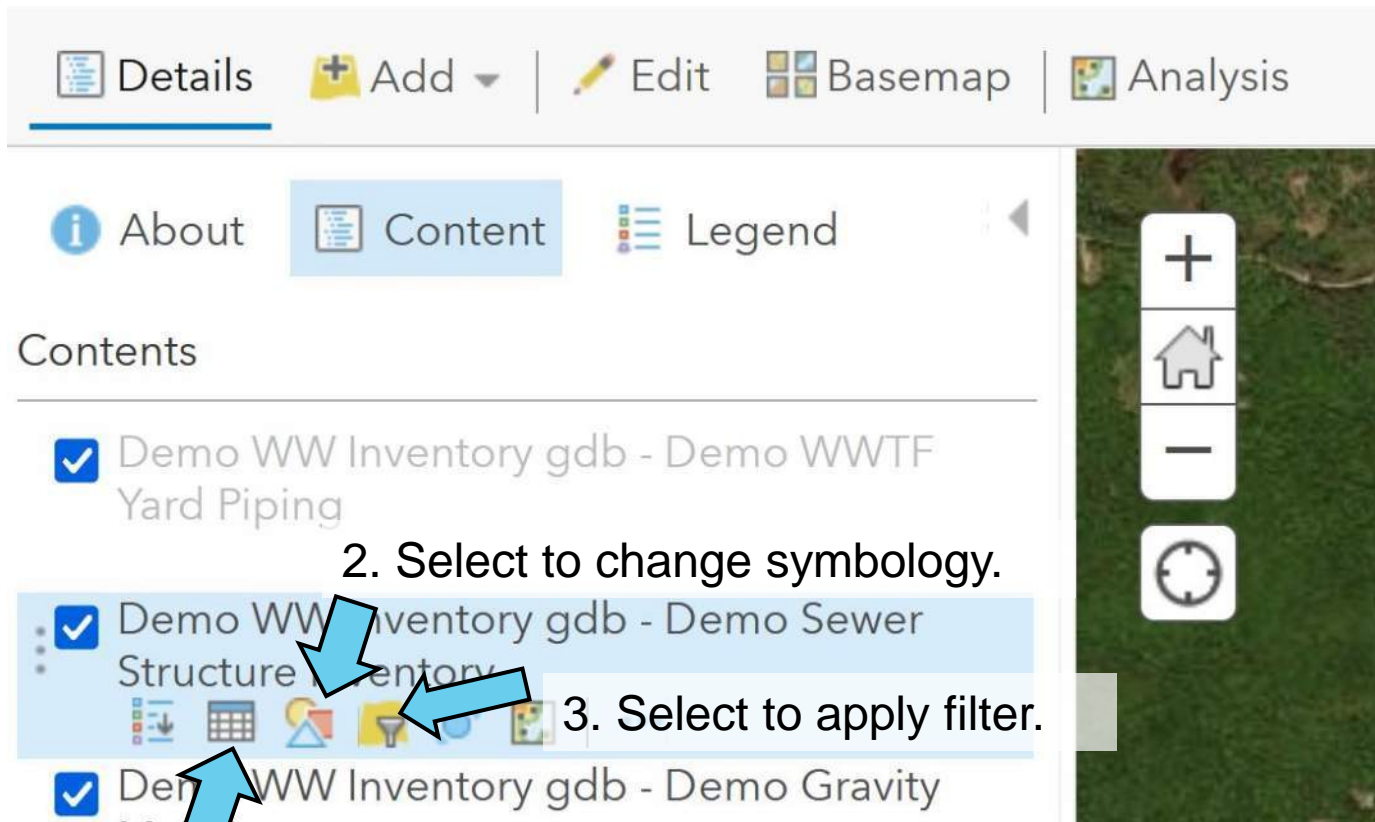 Details Add Edit Basemap Analysis
About Content Legend
Contents
Demo WW Inventory gdb - Demo WWTF
Yard Piping
2. Select to change symbology.
Demo WW Inventory gdb - Demo Sewer
Structure Inventory
3. Select to apply filter.
Demo WW Inventory gdb - Demo Gravity